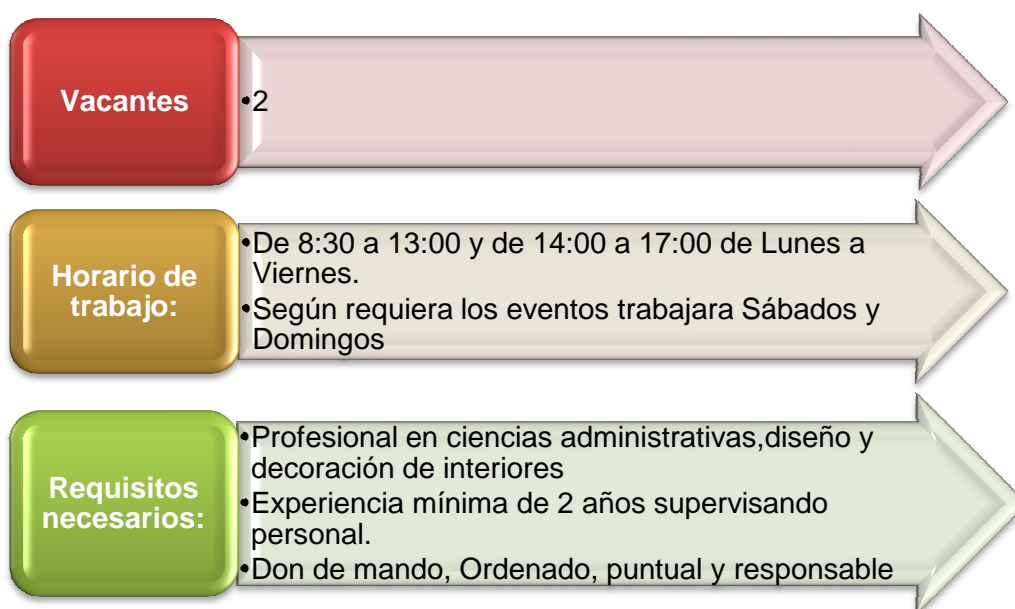 Vacantes
•2
Horario de
trabajo:
•De 8:30 a 13:00 y de 14:00 a 17:00 de Lunes a
Viernes.
•Según requiera los eventos trabajara Sábados y
Domingos
Requisitos
necesarios:
•Profesional en ciencias administrativas,diseño y
decoración de interiores
•Experiencia mínima de 2 años supervisando
personal.
•Don de mando, Ordenado, puntual y responsable